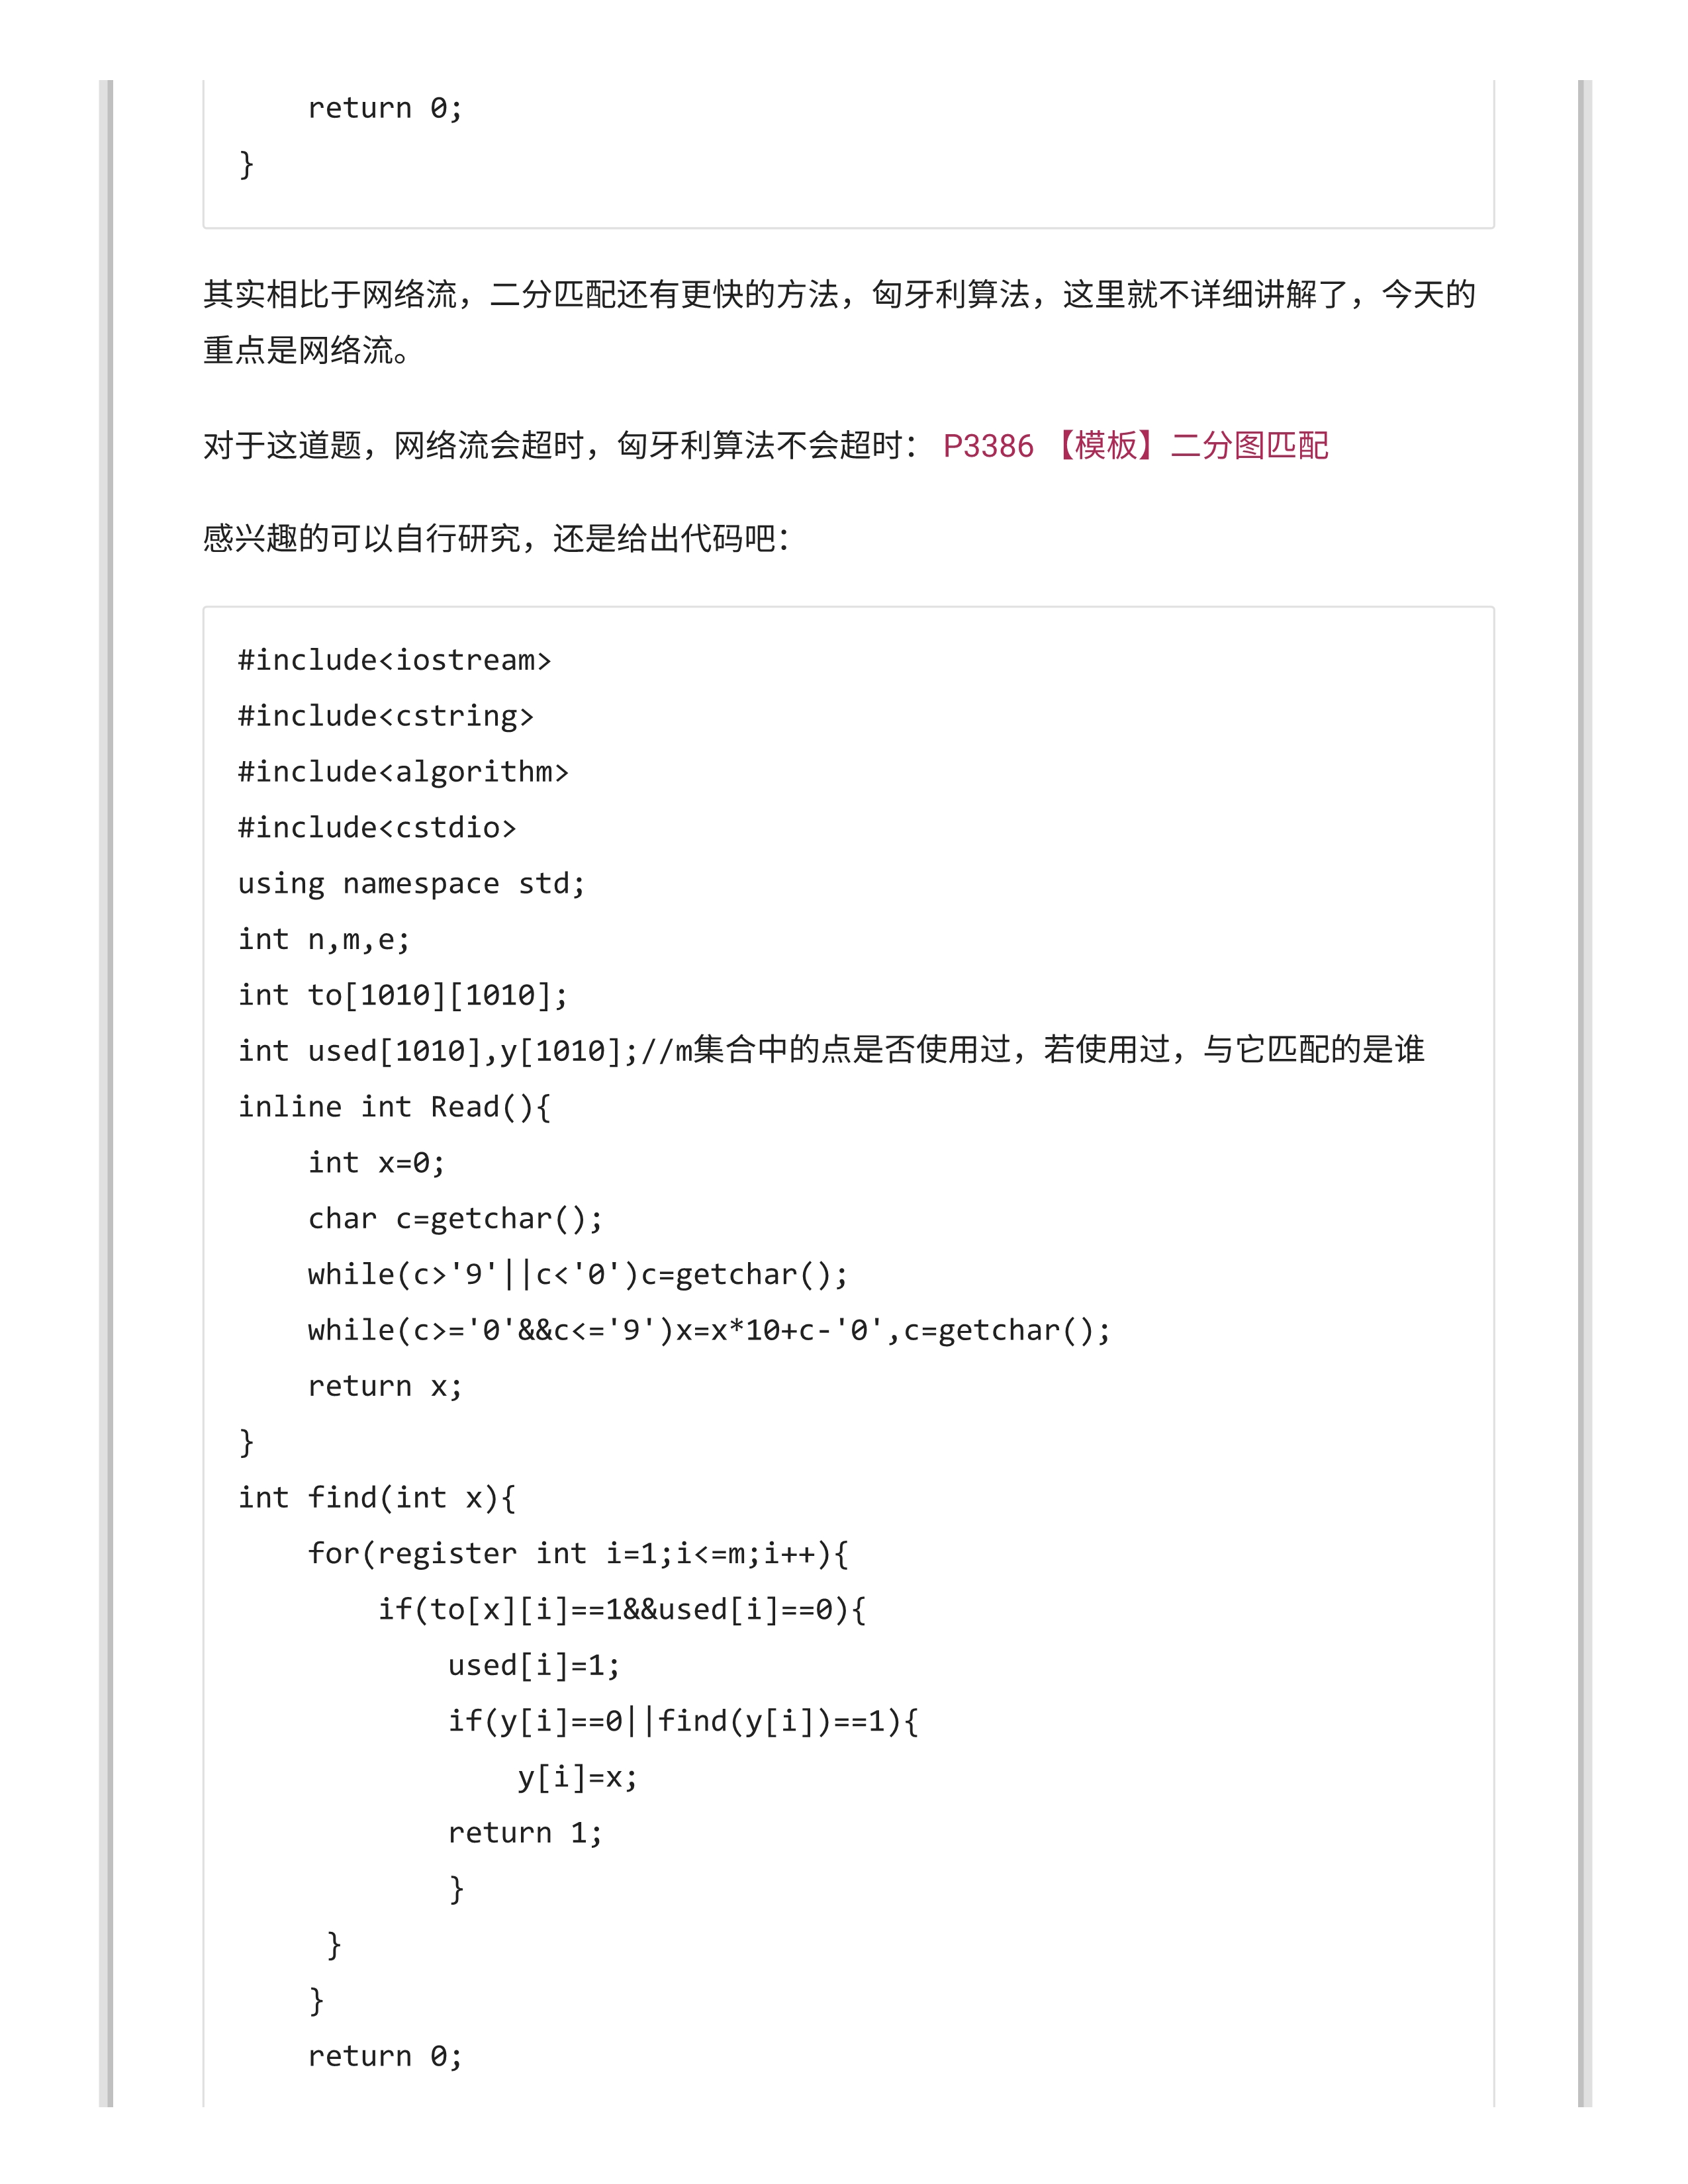 return 0;
}
其实相比于网络流，二分匹配还有更快的方法，匈牙利算法，这里就不详细讲解了，今天的
重点是网络流。
对于这道题，网络流会超时，匈牙利算法不会超时： P3386 【模板】二分图匹配
感兴趣的可以自行研究，还是给出代码吧：
#include<iostream>
#include<cstring>
#include<algorithm>
#include<cstdio>
using namespace std;
int n,m,e;
int to[1010][1010];
int used[1010],y[1010];//m集合中的点是否使用过，若使用过，与它匹配的是谁
inline int Read(){
    int x=0;
    char c=getchar();
    while(c>'9'||c<'0')c=getchar();
    while(c>='0'&&c<='9')x=x*10+c-'0',c=getchar();
    return x;
}
int find(int x){
    for(register int i=1;i<=m;i++){
        if(to[x][i]==1&&used[i]==0){
            used[i]=1;
            if(y[i]==0||find(y[i])==1){
                y[i]=x;
            return 1;
            }
     }
    }
    return 0;